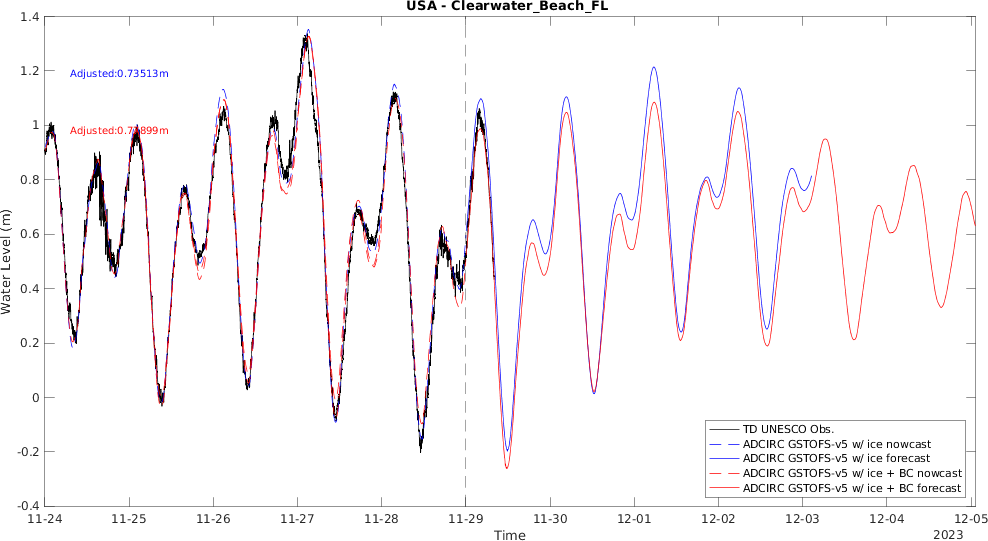 USA - Clearwater_Beach_FL
1.4
1.2
1
0.8
0.6
0.4
0.2
0
-0.2
-0.4
Water Level (m)
Adjusted:0.73513m
TD UNESCO Obs.
ADCIRC GSTOFS-v5 w/ ice nowcast
ADCIRC GSTOFS-v5 w/ ice forecast
ADCIRC GSTOFS-v5 w/ ice + BC nowcast
ADCIRC GSTOFS-v5 w/ ice + BC forecast
11-24 11-25 11-26 11-27 11-28 11-29 11-30 12-01 12-02 12-03 12-04 12-05
Time
2023